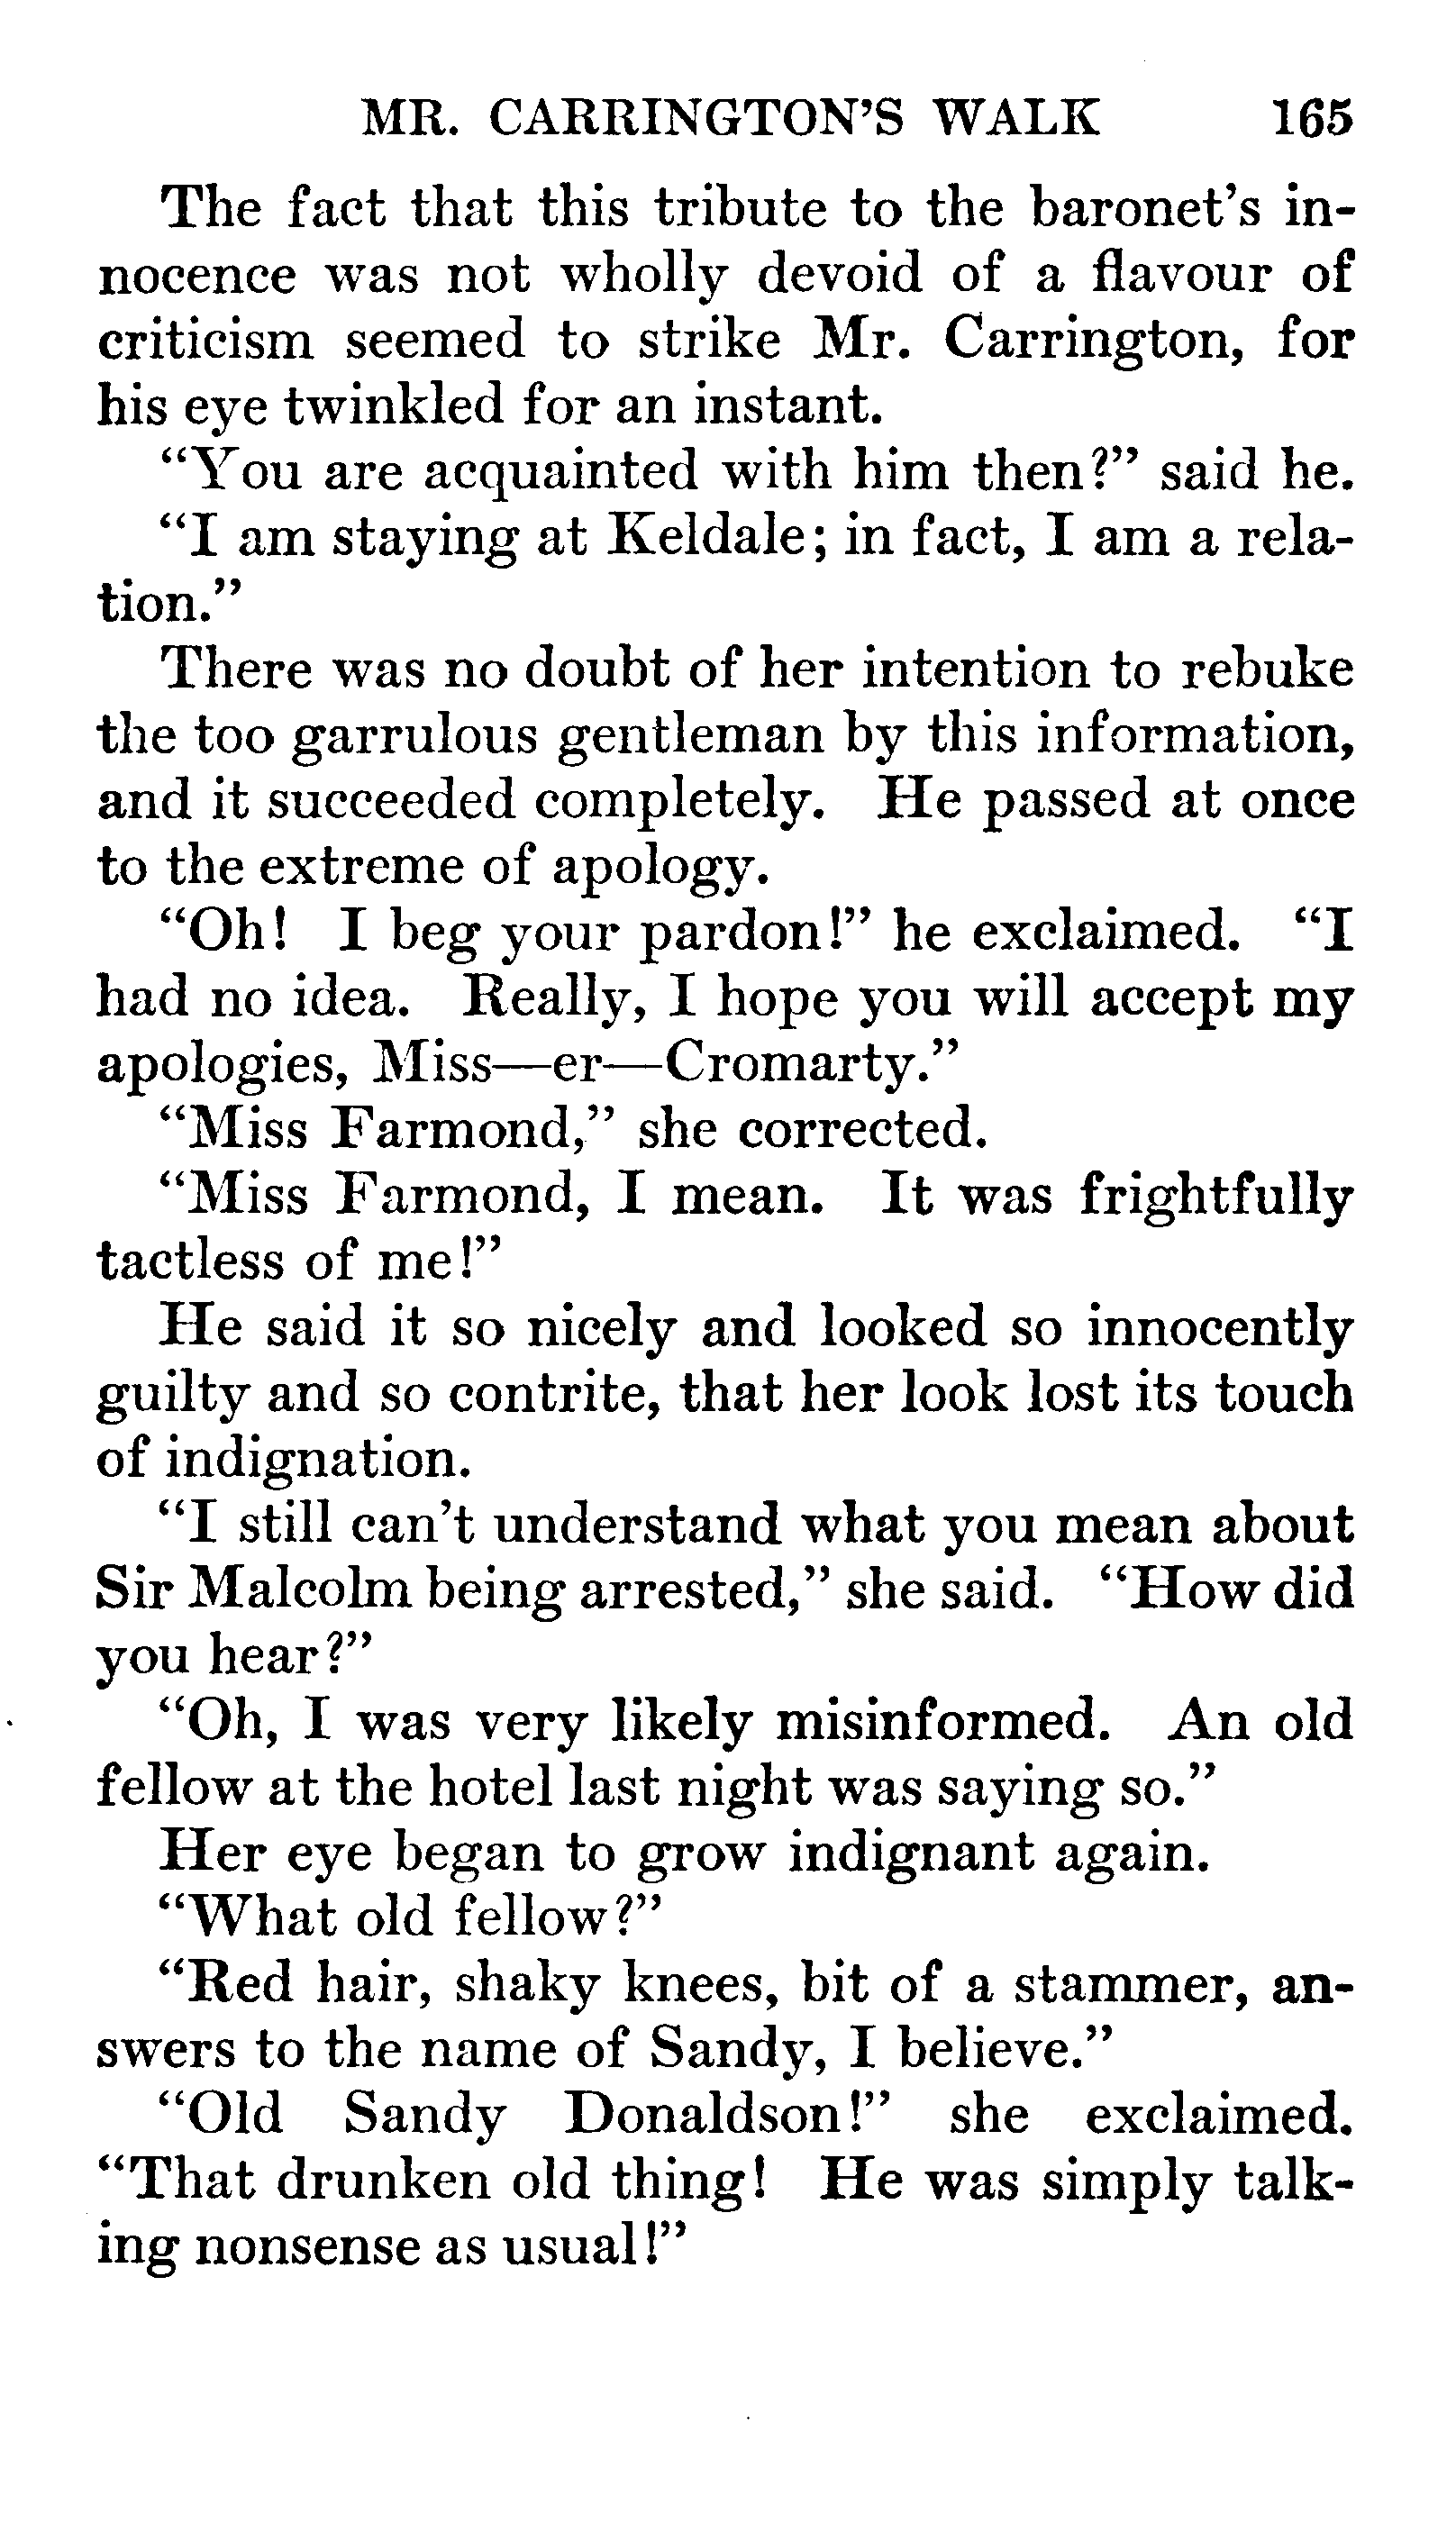 MR. CARRINGTON'S WALK 165
The fact that this tribute to the baronet's in-
nocence was not wholly devoid of a flavour of
criticism seemed to strike Mr. Carrington, for
his eye twinkled for an instant.
"You are acquainted with him then?" said he.
"I am staying at Keldale; in fact, I am a rela-
tion."
There was no doubt of her intention to rebuke
the too garrulous gentleman by this information,
and it succeeded completely. He passed at once
to the extreme of apology.
"Oh! I beg your pardon!" he exclaimed. "I
had no idea. Really, I hope you will accept my
apologies, Miss—er—Cromarty."
"Miss Farmond," she corrected.
"Miss Farmond, I mean. It was frightfully
tactless of me!"
He said it so nicely and looked so innocently
guilty and so contrite, that her look lost its touch
of indignation.
"I still can't understand what you mean about
Sir Malcolm being arrested," she said. "How did
you hear?"
"Oh, I was very likely misinformed. An old
fellow at the hotel last night was saying so."
Her eye began to grow indignant again.
"What old fellow?"
"Red hair, shaky knees, bit of a stammer, an-
swers to the name of Sandy, I believe."
"Old Sandy Donaldson!" she exclaimed.
"That drunken old thing! He was simply talk-
ing nonsense as usual!"